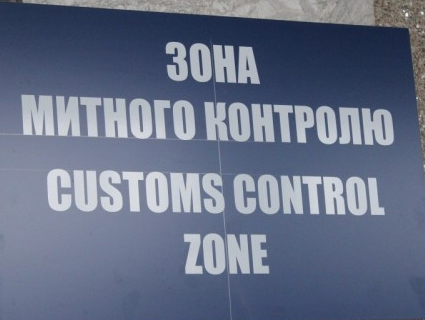 ЗОНА
МИТНОГО КОНТРОЛЮ
CUSTOMS CONTROL
ZONE